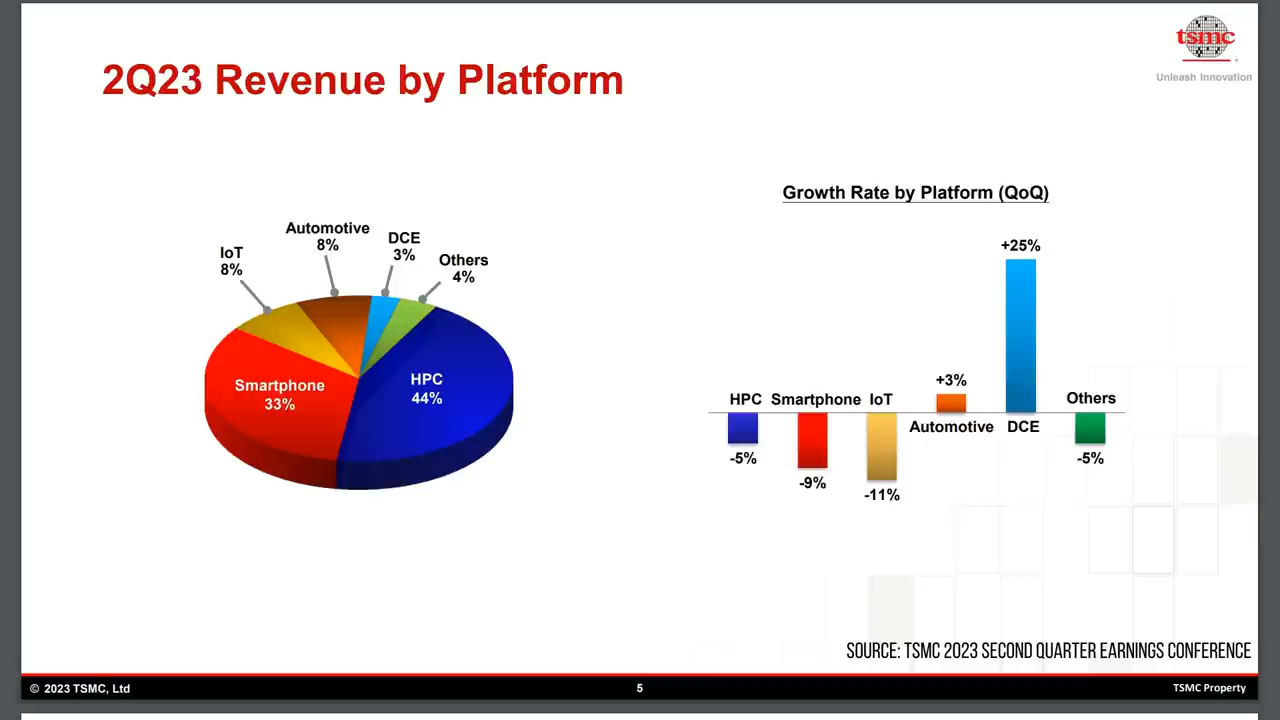 tsmc
Unleash Innovation
2Q23 Revenue by Platform
Growth Rate by Platform (QoQ)
Automotive
8%
DCE
3%
IoT
8%
Others
4%
Smartphone
33%
HPC
44%
+25%
+3%
HPC Smartphone IoT
Others
Automotive DCE
-5%
-9%
-11%
-5%
SOURCE: TSMC 2023 SECOND QUARTER EARNINGS CONFERENCE
© 2023 TSMC, Ltd
5
TSMC Property